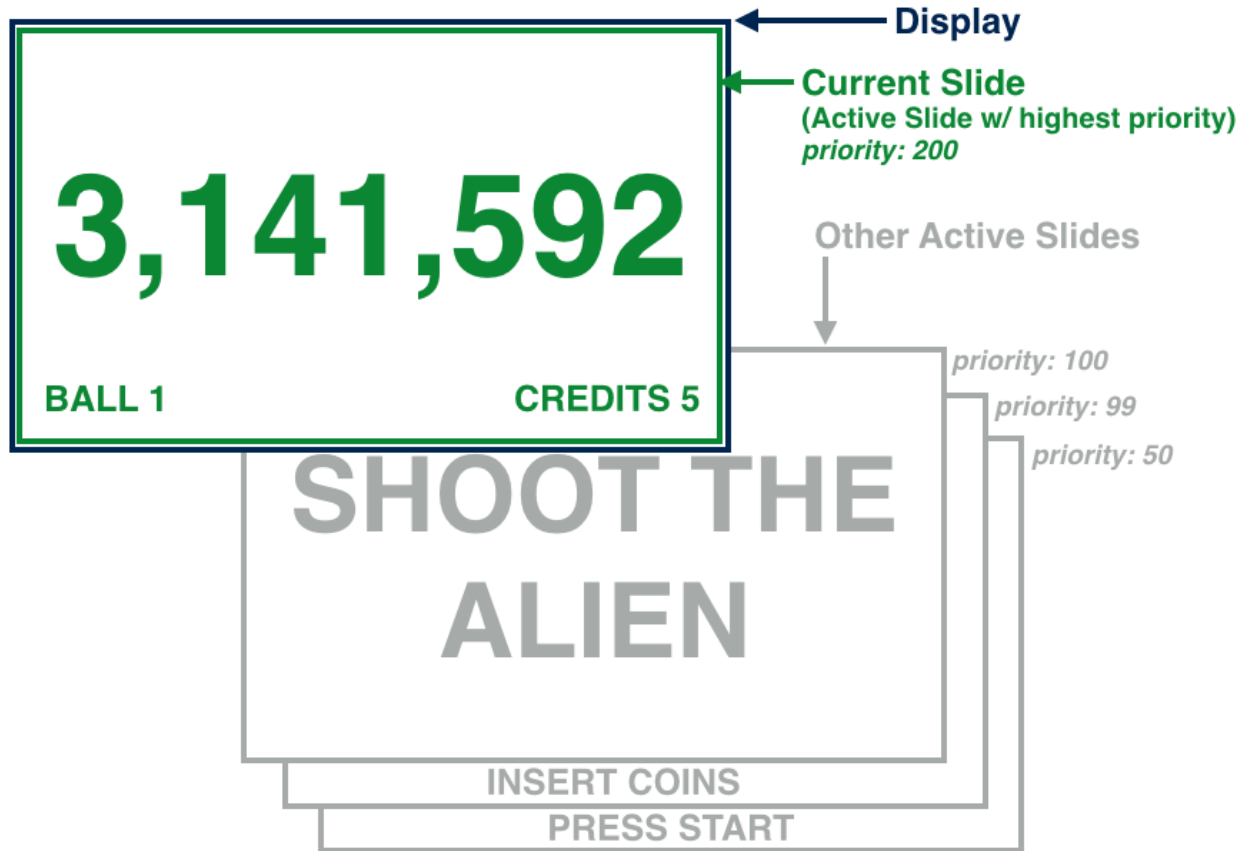 Display
Current Slide
(Active Slide w/ highest priority)
priority: 200
3,141,592
BALL 1
CREDITS 5
Other Active Slides
priority: 100
priority: 99
priority: 50
SHOOT THE
ALIEN
INSERT COINS
PRESS START